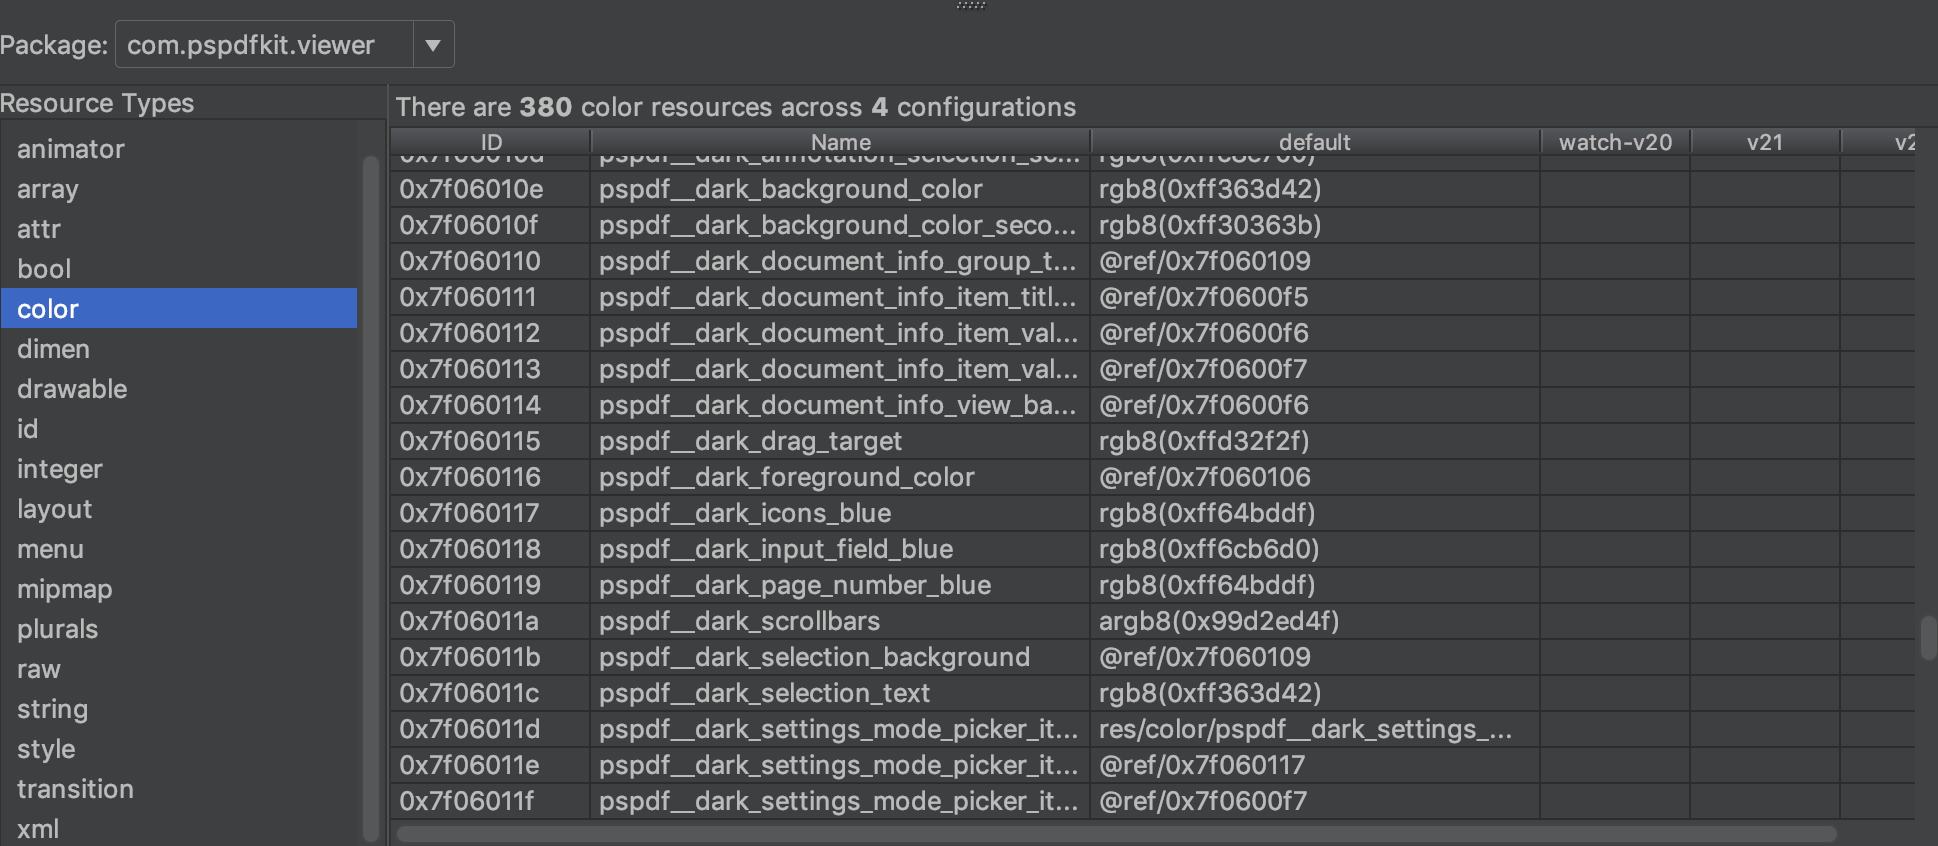 Package: com.pspdfkit.viewer
Resource Types
animator
array
attr
bool
color
dimen
drawable
id
integer
layout
menu
mipmap
plurals
raw
string
style
transition
xml
There are 380 color resources across 4 configurations
ID Name default watch-v20 v21 v2
0x7f06010d pspdf__dark_annotation_selection_sc...
0x7f06010e pspdf__dark_background_color rgb8(0xff363d42)
0x7f06010f pspdf__dark_background_color_seco... rgb8(0xff30363b)
0x7f060110 pspdf__dark_document_info_group_t... @ref/0x7f060109
0x7f060111 pspdf__dark_document_info_item_titl... @ref/0x7f0600f5
0x7f060112 pspdf__dark_document_info_item_val... @ref/0x7f0600f6
0x7f060113 pspdf__dark_document_info_item_val... @ref/0x7f0600f7
0x7f060114 pspdf__dark_document_info_view_ba... @ref/0x7f0600f6
0x7f060115 pspdf__dark_drag_target rgb8(0xffd32f2f)
0x7f060116 pspdf__dark_foreground_color @ref/0x7f060106
0x7f060117 pspdf__dark_icons_blue rgb8(0xff64bddf)
0x7f060118 pspdf__dark_input_field_blue rgb8(0xff6cb6d0)
0x7f060119 pspdf__dark_page_number_blue rgb8(0xff64bddf)
0x7f06011a pspdf__dark_scrollbars argb8(0x99d2ed4f)
0x7f06011b pspdf__dark_selection_background @ref/0x7f060109
0x7f06011c pspdf__dark_selection_text rgb8(0xff363d42)
0x7f06011d pspdf__dark_settings_mode_picker_it... res/color/pspdf__dark_settings_...
0x7f06011e pspdf__dark_settings_mode_picker_it... @ref/0x7f060117
0x7f06011f pspdf__dark_settings_mode_picker_it... @ref/0x7f0600f7